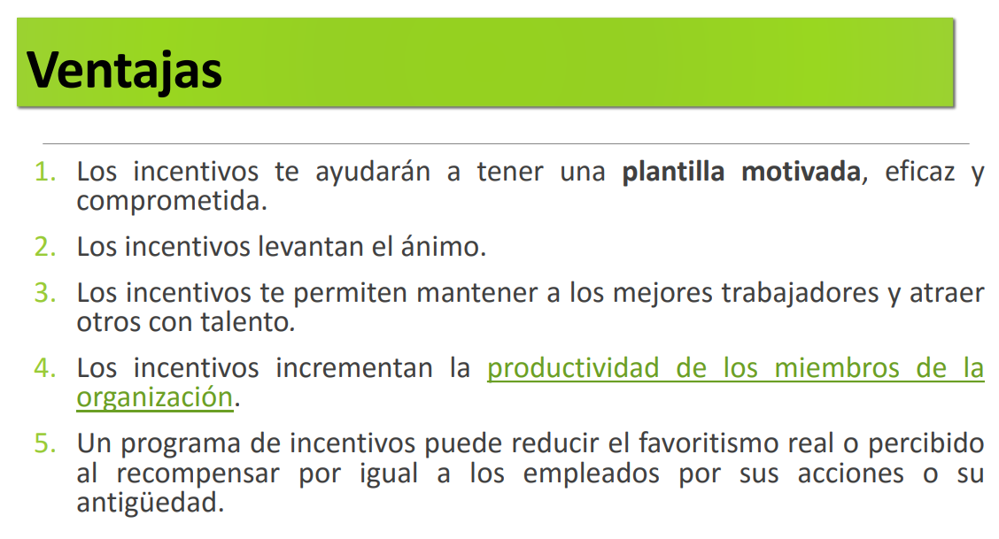 Ventajas
1. Los incentivos te ayudarán a tener una plantilla motivada, eficaz y
comprometida.
2. Los incentivos levantan el ánimo.
3. Los incentivos te permiten mantener a los mejores trabajadores y atraer
otros con talento.
4. Los incentivos incrementan la productividad de los miembros de la
organización.
5. Un programa de incentivos puede reducir el favoritismo real o percibido
al recompensar por igual a los empleados por sus acciones o su
antigüedad.